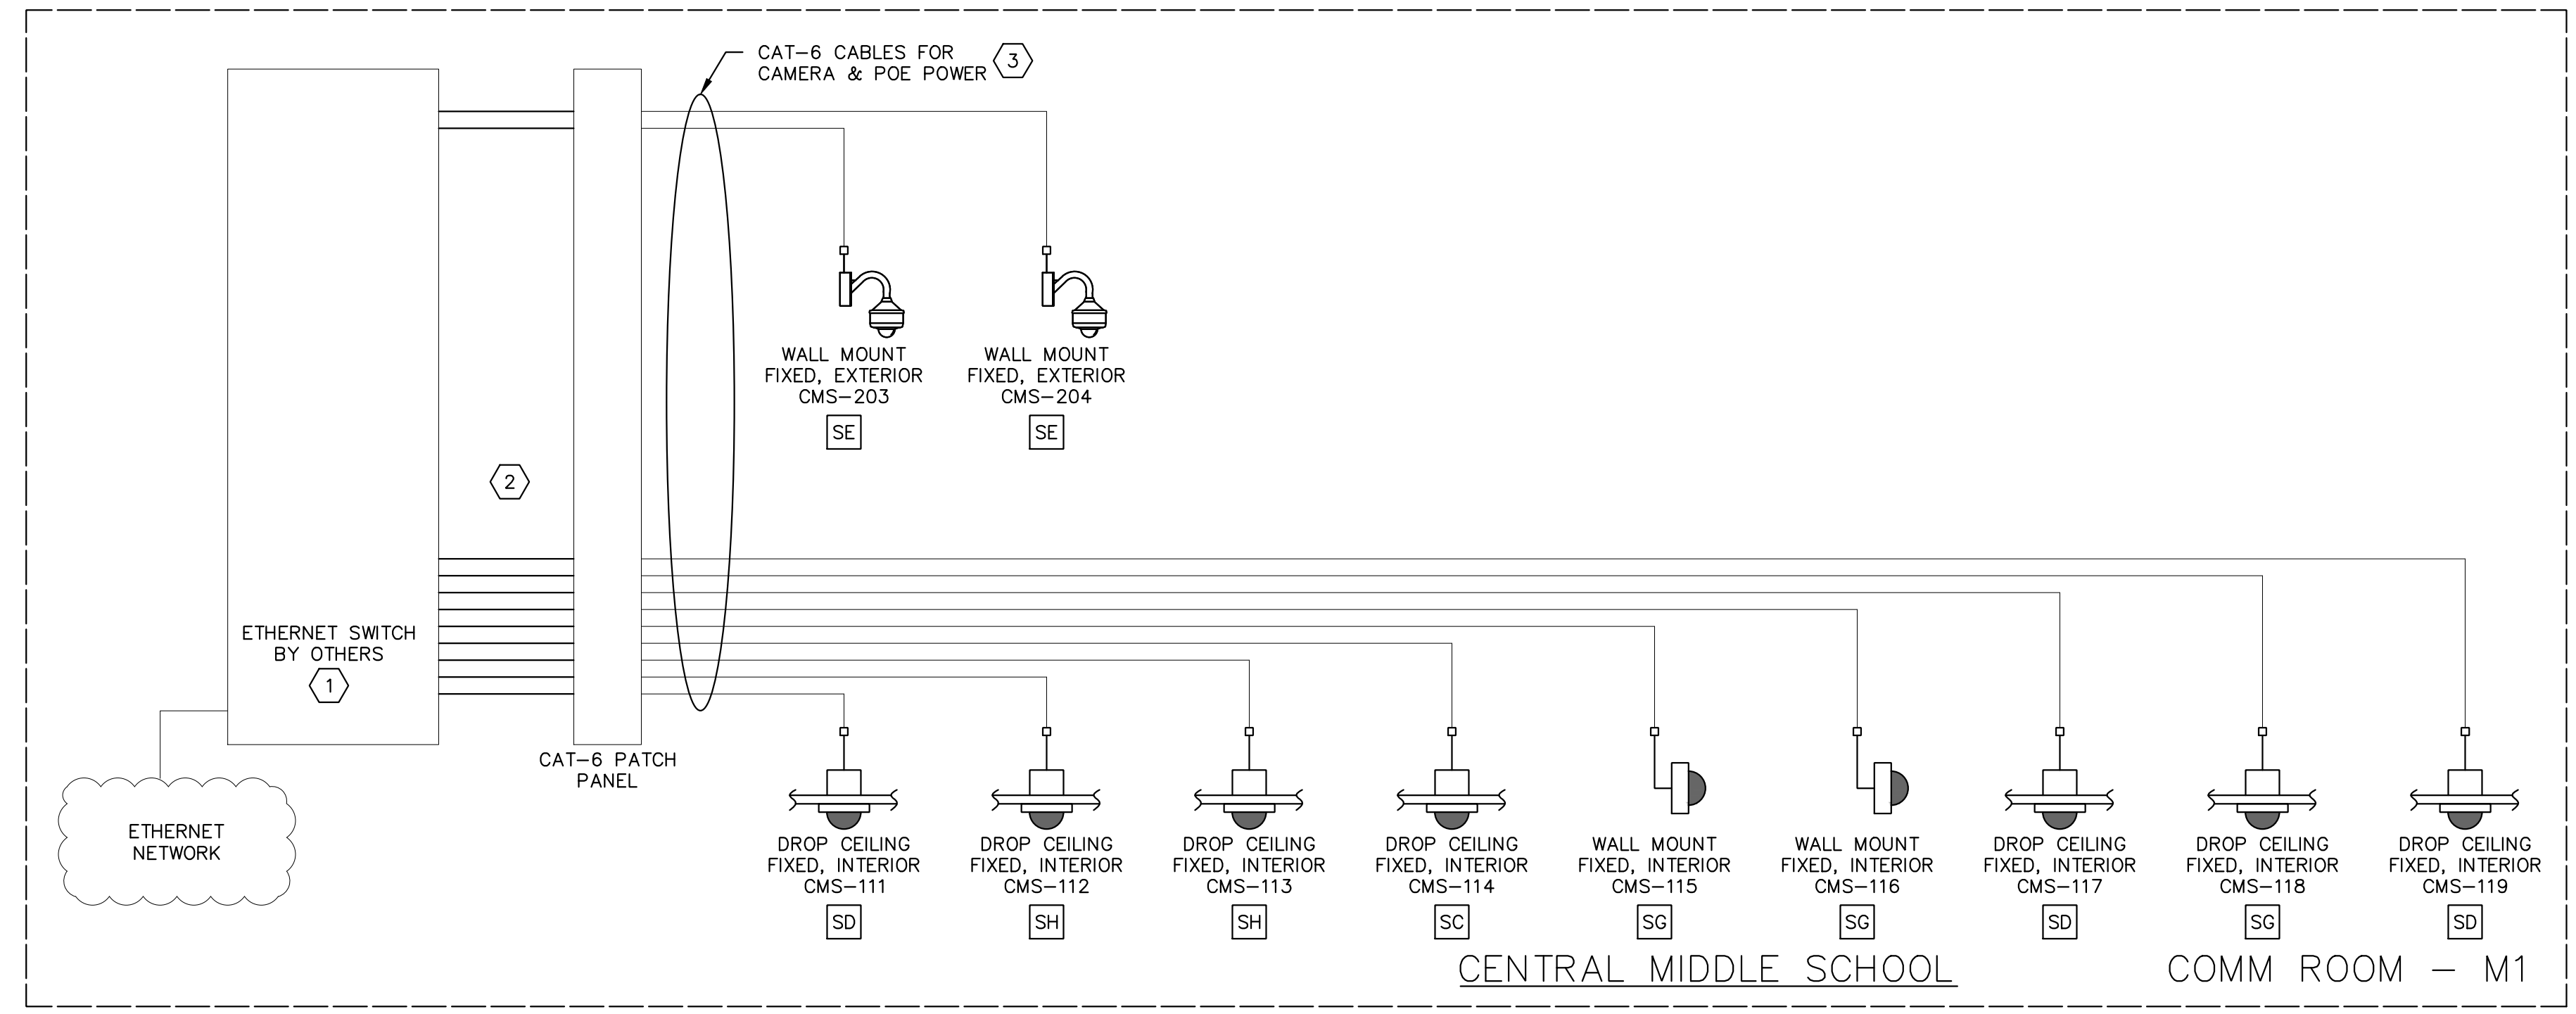 CAT-6 CABLES FOR
CAMERA & POE POWER
3
WALL MOUNT
FIXED, EXTERIOR
CMS-203
SE
WALL MOUNT
FIXED, EXTERIOR
CMS-204
SE
2
ETHERNET SWITCH
BY OTHERS
1
CAT-6 PATCH
PANEL
ETHERNET
NETWORK
DROP CEILING
FIXED, INTERIOR
CMS-111
SD
DROP CEILING
FIXED, INTERIOR
CMS-112
SH
DROP CEILING
FIXED, INTERIOR
CMS-113
SH
DROP CEILING
FIXED, INTERIOR
CMS-114
SC
WALL MOUNT
FIXED, INTERIOR
CMS-115
SG
WALL MOUNT
FIXED, INTERIOR
CMS-116
SG
DROP CEILING
FIXED, INTERIOR
CMS-117
SD
DROP CEILING
FIXED, INTERIOR
CMS-118
SG
DROP CEILING
FIXED, INTERIOR
CMS-119
SD
CENTRAL MIDDLE SCHOOL
COMM ROOM - M1